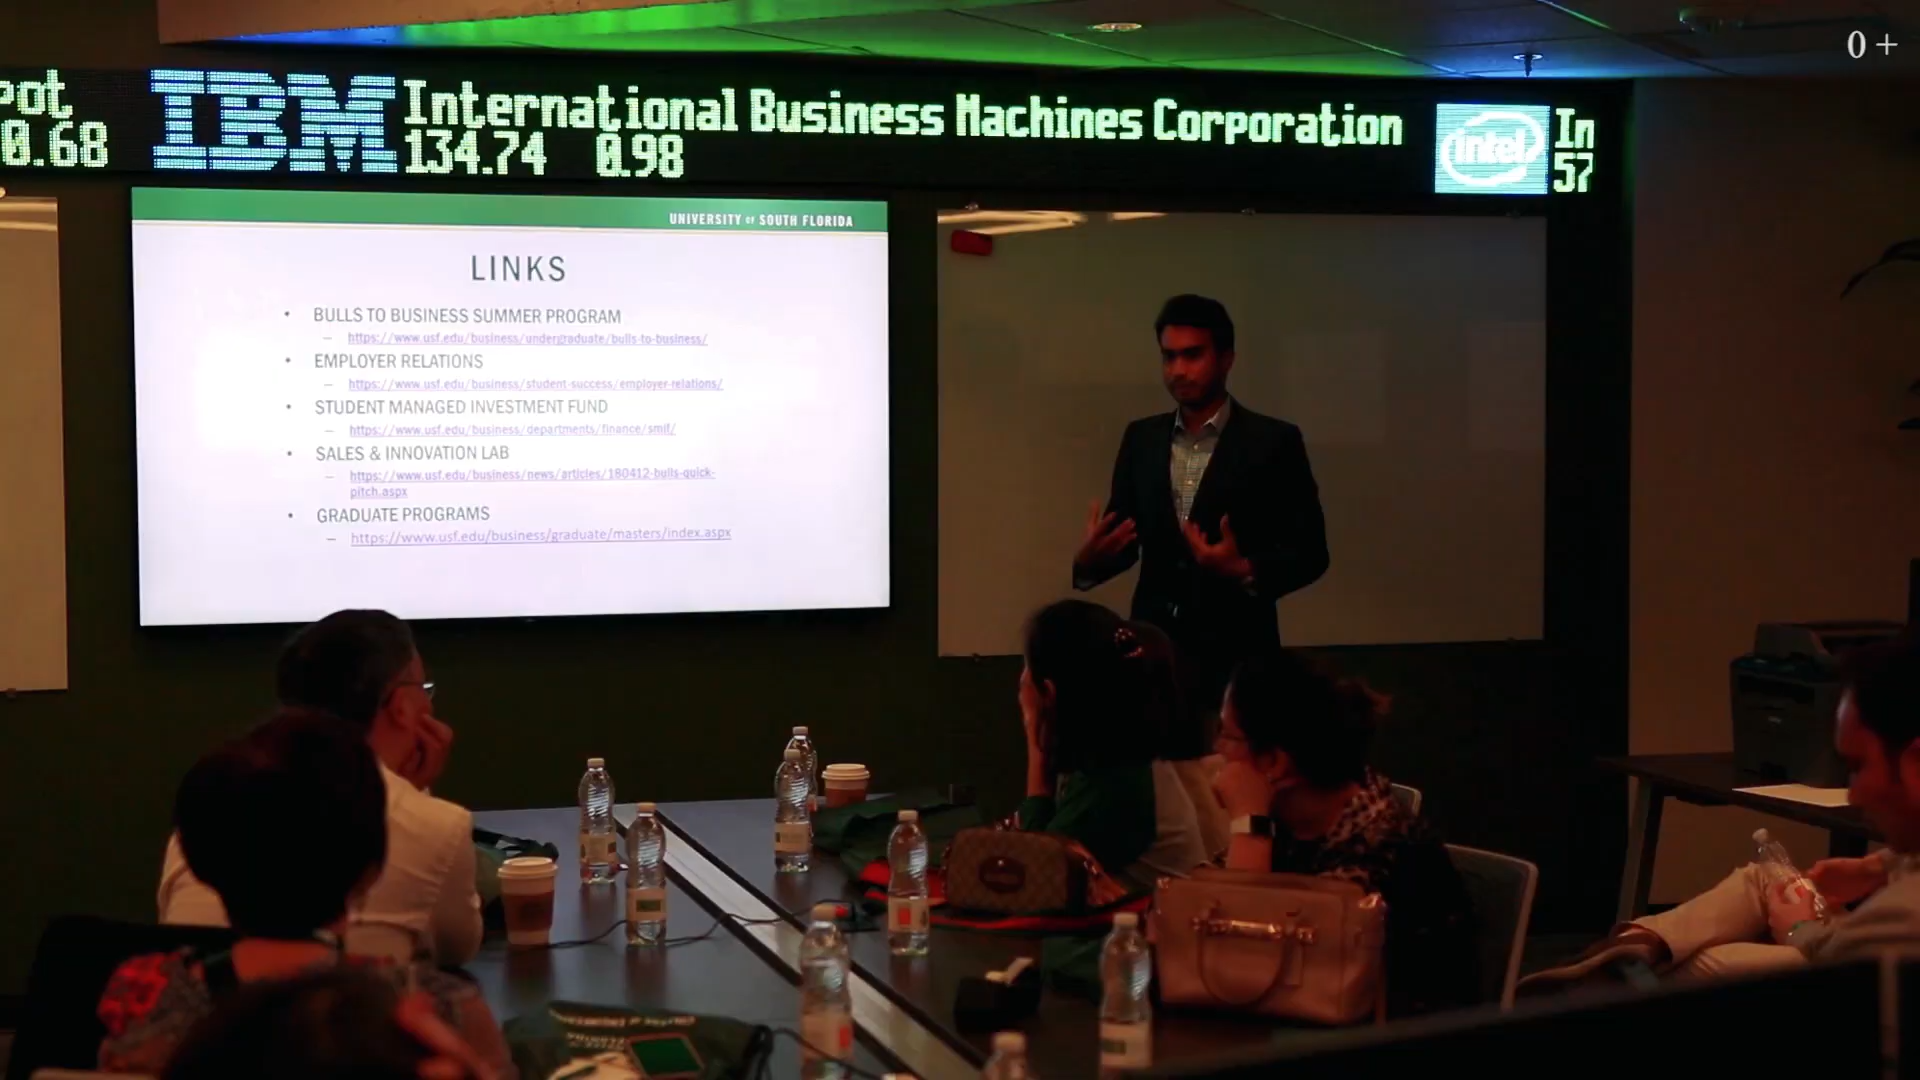 0 +
pot
0.68
IBM
International Business Machines Corporation
134.74 0.98
intel
In
57
UNIVERSITY of SOUTH FLORIDA
LINKS
• BULLS TO BUSINESS SUMMER PROGRAM
– https://www.usf.edu/business/undergraduate/bulls-to-business/
• EMPLOYER RELATIONS
– https://www.usf.edu/business/student-success/employer-relations/
• STUDENT MANAGED INVESTMENT FUND
– https://www.usf.edu/business/departments/finance/smif/
• SALES & INNOVATION LAB
– https://www.usf.edu/business/news/articles/180412-bulls-quick-
pitch.aspx
• GRADUATE PROGRAMS
– https://www.usf.edu/business/graduate/masters/index.aspx
COLLEGE of ENGINEERING